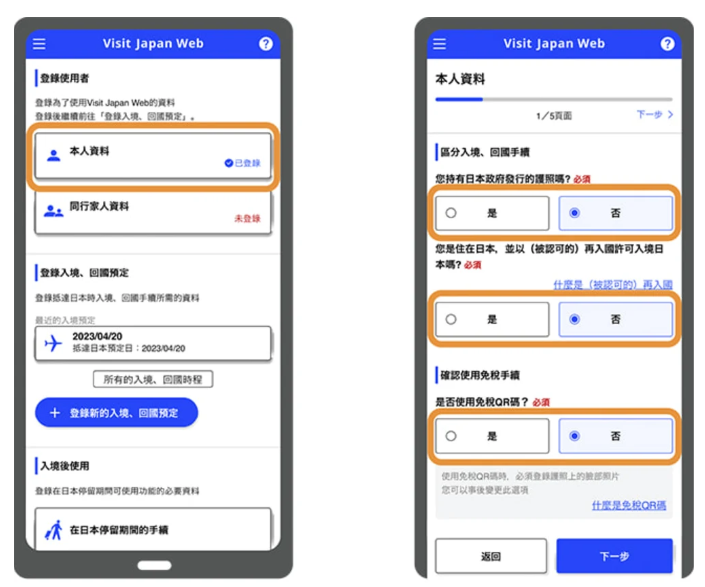 Visit Japan Web
?
登錄使用者
登錄為了使用Visit Japan Web的資料
登錄後繼續前往「登錄入境、回國預定」。
本人資料
已登錄
同行家人資料
未登錄
登錄入境、回國預定
登錄抵達日本時入境、回國手續所需的資料
最近的入境預定
2023/04/20
抵達日本預定日：2023/04/20
所有的入境、回國時程
＋ 登錄新的入境、回國預定
入境後使用
登錄在日本停留期間可使用功能的必要資料
在日本停留期間的手續
Visit Japan Web
?
本人資料
1／5頁面
下一步
區分入境、回國手續
您持有日本政府發行的護照嗎？必須
是
否
您是住在日本、並以（被認可的）再入國許可入境日
本嗎？必須
什麼是（被認可的）再入國
是
否
確認使用免稅手續
是否使用免稅QR碼？ 必須
是
否
使用免稅QR碼時，必須登錄護照上的臉部照片
您可以事後變更此選項
什麼是免稅QR碼
返回
下一步